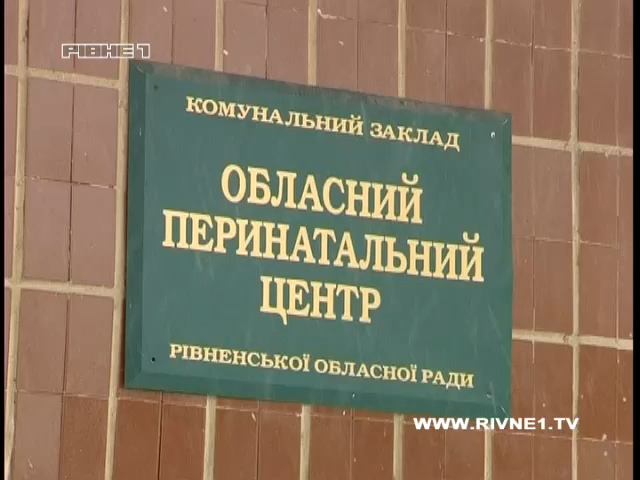 РІВНЕ 1
КОМУНАЛЬНИЙ ЗАКЛАД
ОБЛАСНИЙ
ПЕРИНАТАЛЬНИЙ
ЦЕНТР
РІВНЕНСЬКОЇ ОБЛАСНОЇ РАДИ
WWW.RIVNE1.TV